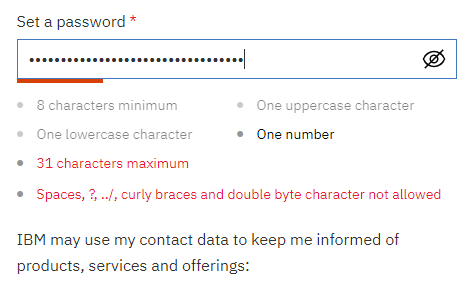 Set a password *
••••••••••••••••••••••••••••••••••
8 characters minimum
One uppercase character
One lowercase character
One number
31 characters maximum
Spaces, ?, ../, curly braces and double byte character not allowed
IBM may use my contact data to keep me informed of
products, services and offerings: